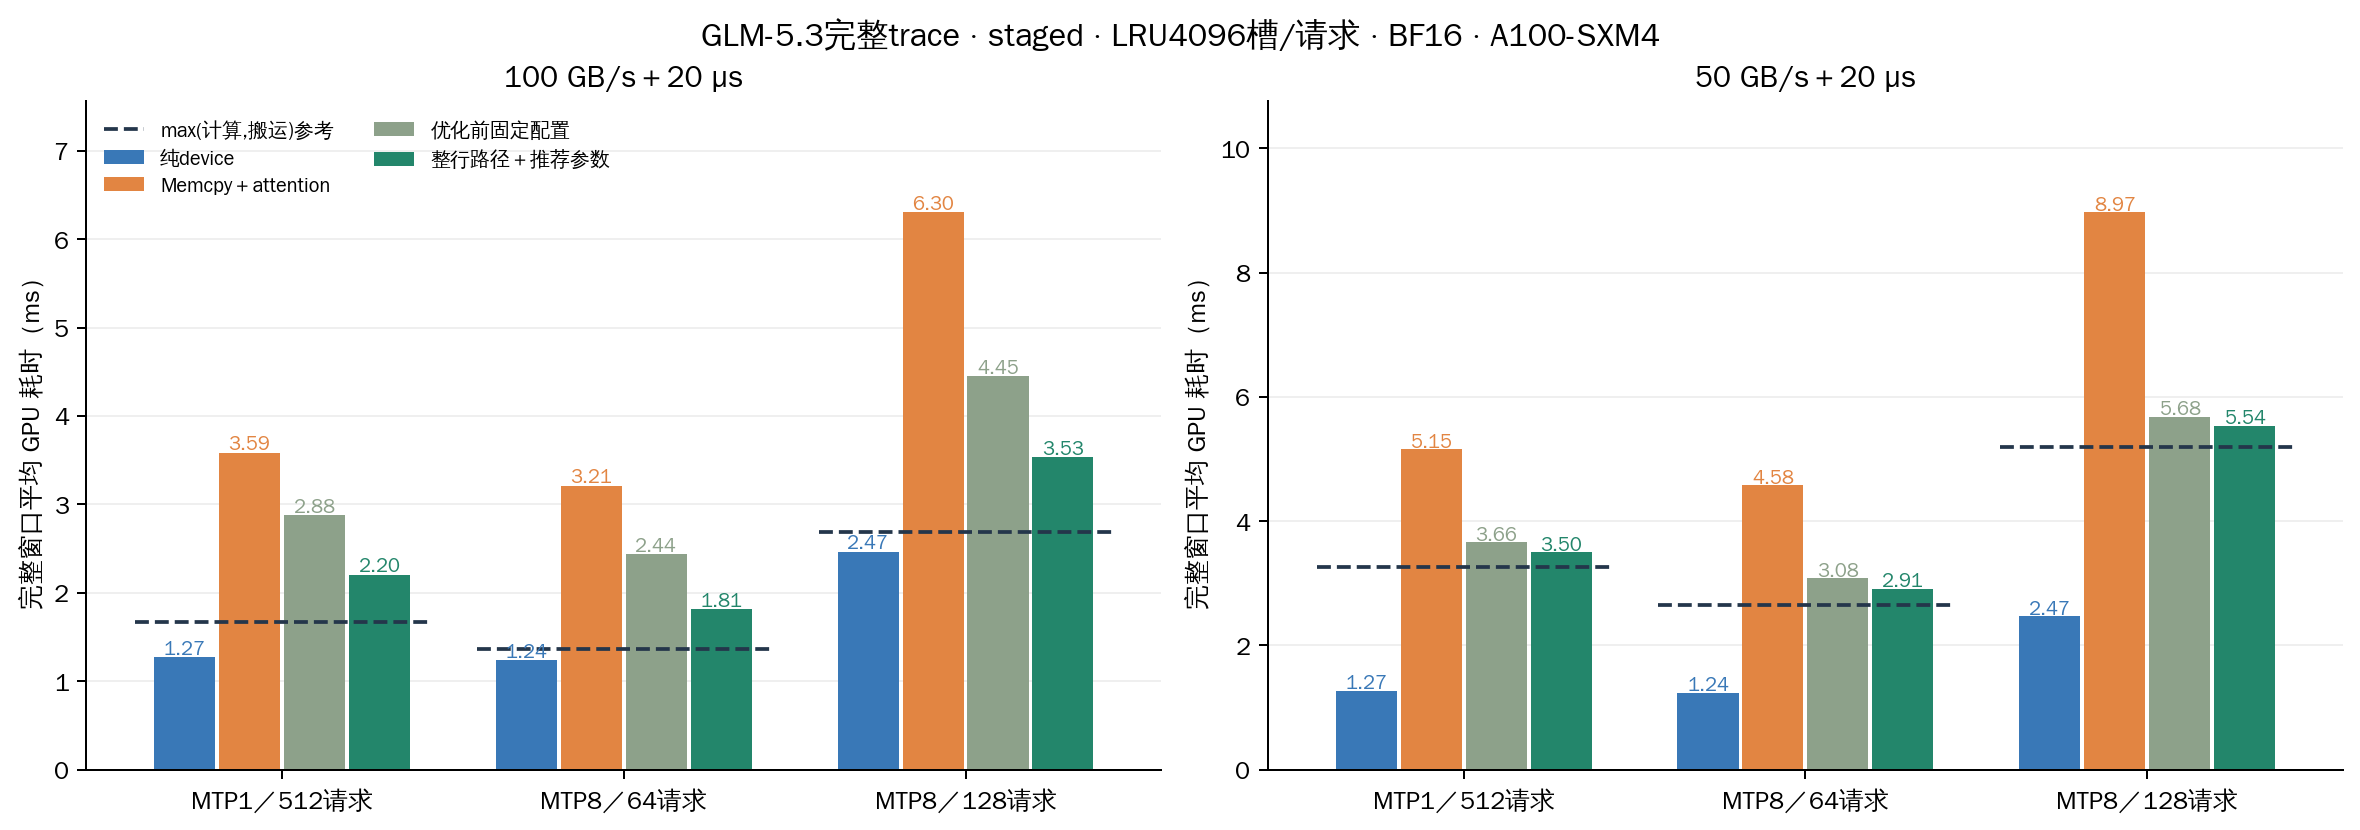 GLM-5.3完整trace · staged · LRU4096槽/请求 · BF16 · A100-SXM4
100 GB/s＋20 µs
完整窗口平均 GPU 耗时（ms）
7
6
5
4
3
2
1
0
max(计算,搬运)参考
纯device
Memcpy＋attention
优化前固定配置
整行路径＋推荐参数
1.27
3.59
2.88
2.20
1.24
3.21
2.44
1.81
2.47
6.30
4.45
3.53
MTP1／512请求
MTP8／64请求
MTP8／128请求
50 GB/s＋20 µs
完整窗口平均 GPU 耗时（ms）
10
8
6
4
2
0
1.27
5.15
3.66
3.50
1.24
4.58
3.08
2.91
2.47
8.97
5.68
5.54
MTP1／512请求
MTP8／64请求
MTP8／128请求